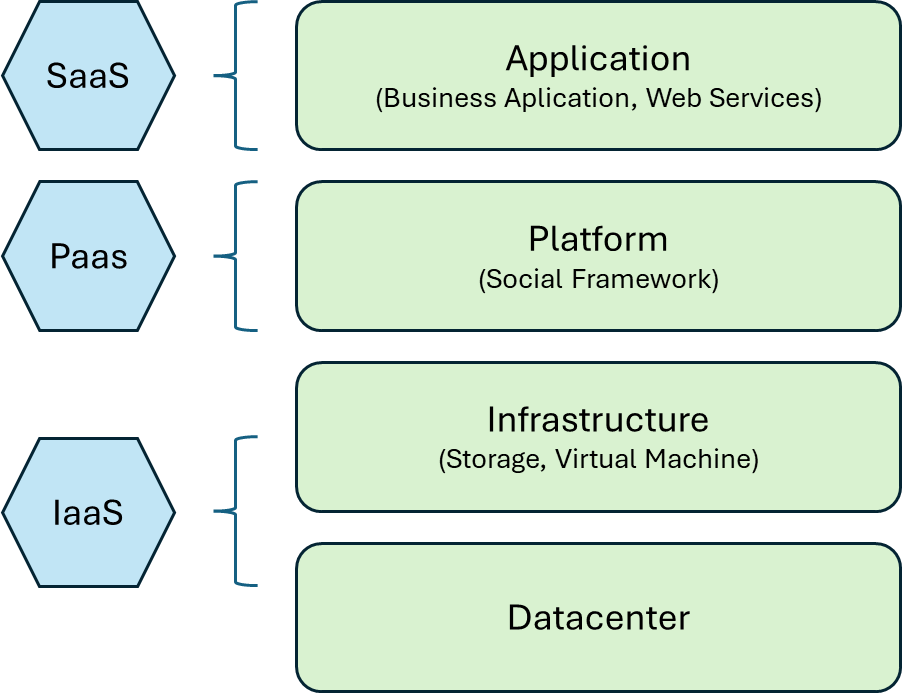 SaaS
Application
(Business Aplication, Web Services)
Paas
Platform
(Social Framework)
IaaS
Infrastructure
(Storage, Virtual Machine)
Datacenter